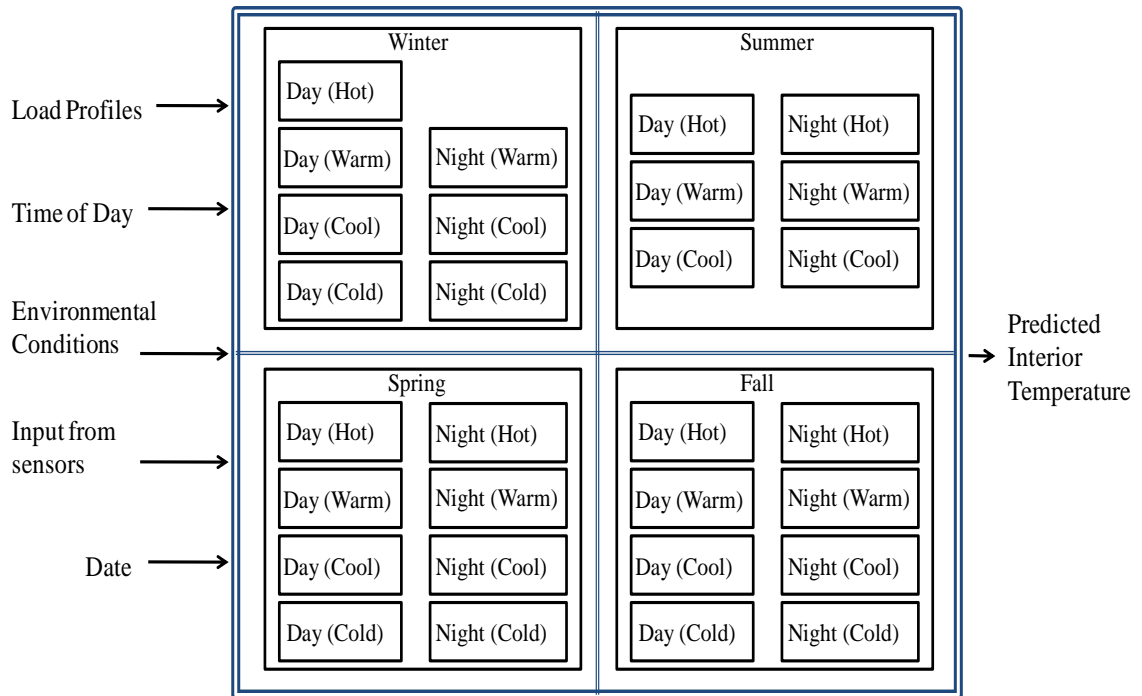 Load Profiles
Time of Day
Environmental
Conditions
Input from
sensors
Date
Winter
Day (Hot)
Day (Warm)
Night (Warm)
Day (Cool)
Night (Cool)
Day (Cold)
Night (Cold)
Summer
Day (Hot)
Night (Hot)
Day (Warm)
Night (Warm)
Day (Cool)
Night (Cool)
Spring
Day (Hot)
Night (Hot)
Day (Warm)
Night (Warm)
Day (Cool)
Night (Cool)
Day (Cold)
Night (Cold)
Fall
Day (Hot)
Night (Hot)
Day (Warm)
Night (Warm)
Day (Cool)
Night (Cool)
Day (Cold)
Night (Cold)
Predicted
Interior
Temperature